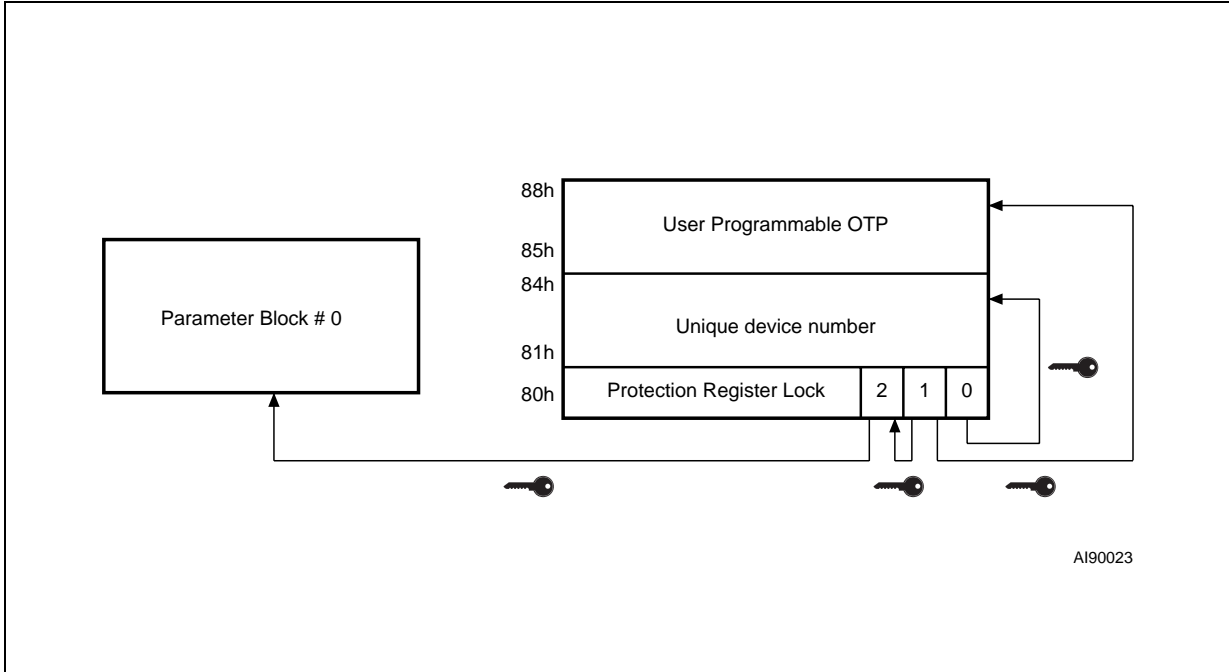 88h
User Programmable OTP
85h
84h
Parameter Block # 0
Unique device number
81h
80h
Protection Register Lock 2 1 0
AI90023